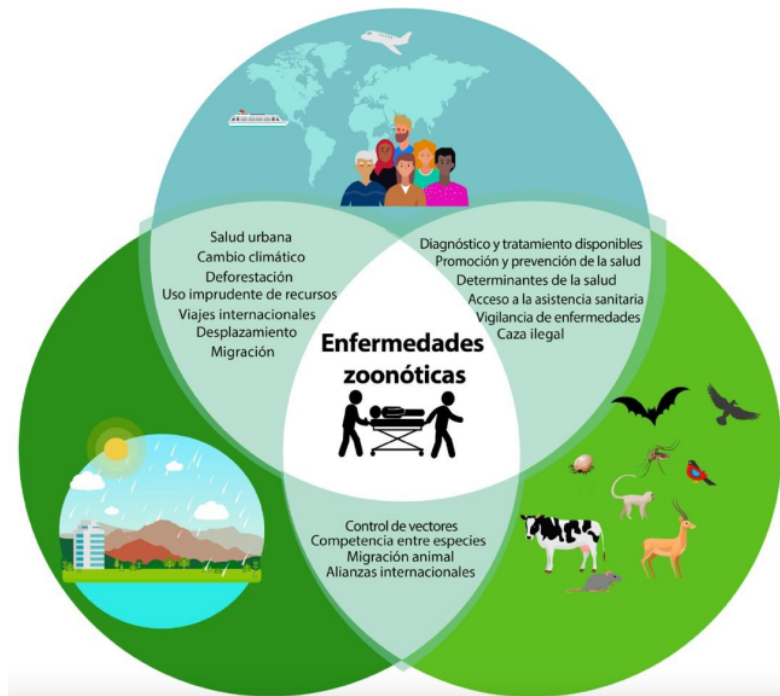 Salud urbana
Cambio climático
Deforestación
Uso imprudente de recursos
Viajes internacionales
Desplazamiento
Migración
Diagnóstico y tratamiento disponibles
Promoción y prevención de la salud
Determinantes de la salud
Acceso a la asistencia sanitaria
Vigilancia de enfermedades
Caza ilegal
Enfermedades
zoonóticas
Control de vectores
Competencia entre especies
Migración animal
Alianzas internacionales